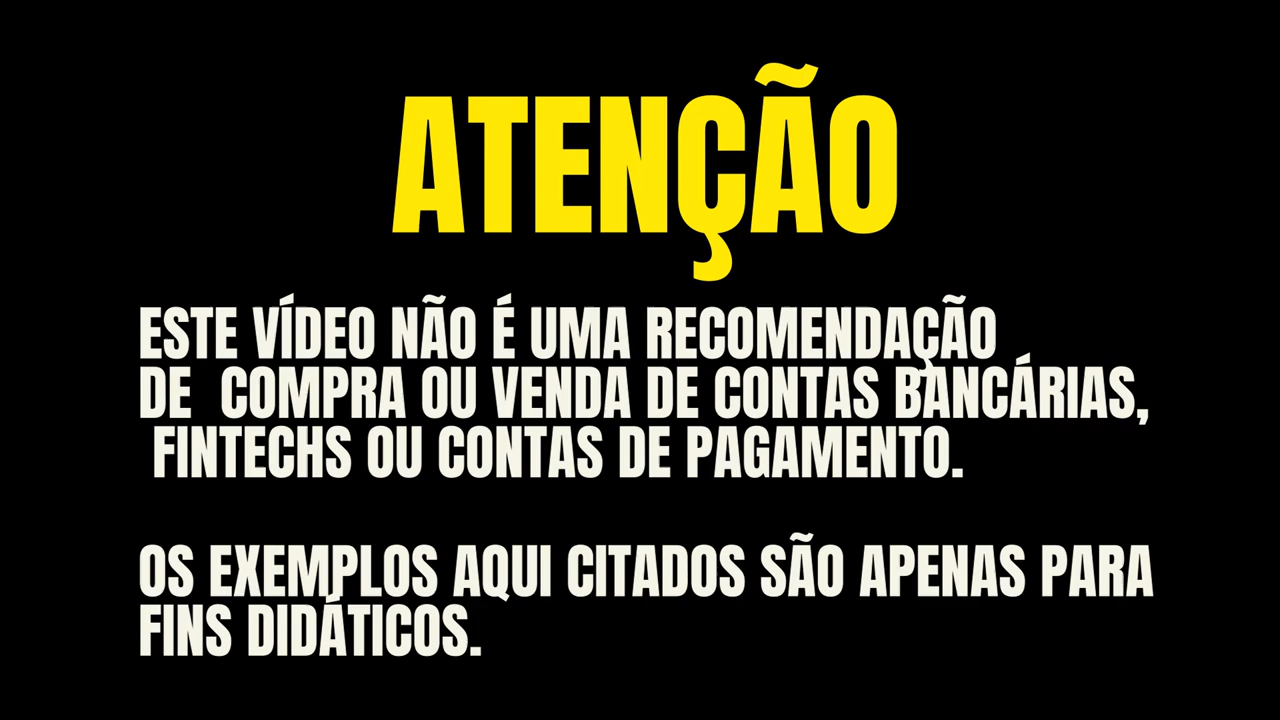 ATENÇÃO
ESTE VÍDEO NÃO É UMA RECOMENDAÇÃO
DE COMPRA OU VENDA DE CONTAS BANCÁRIAS,
FINTECHS OU CONTAS DE PAGAMENTO.
OS EXEMPLOS AQUI CITADOS SÃO APENAS PARA
FINS DIDÁTICOS.